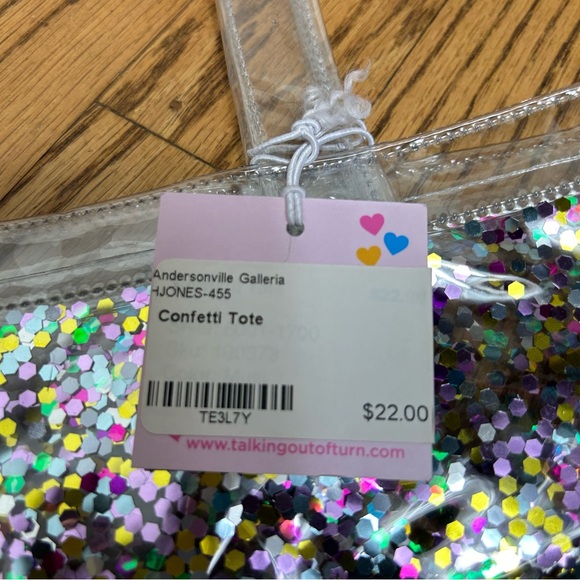 Andersonville Galleria
HJONES-455
Confetti Tote
TE3L7Y
$22.00
www.talkingoutofturn.com